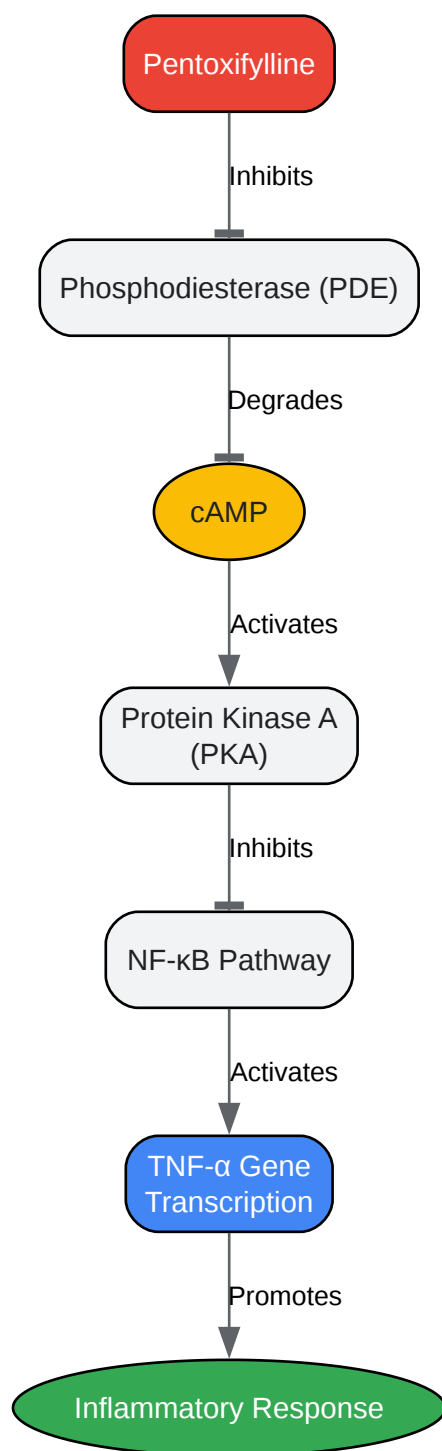 Pentoxifylline
Inhibits
Phosphodiesterase (PDE)
Degrades
cAMP
Activates
Protein Kinase A
(PKA)
Inhibits
NF-κB Pathway
Activates
TNF-α Gene
Transcription
Promotes
Inflammatory Response